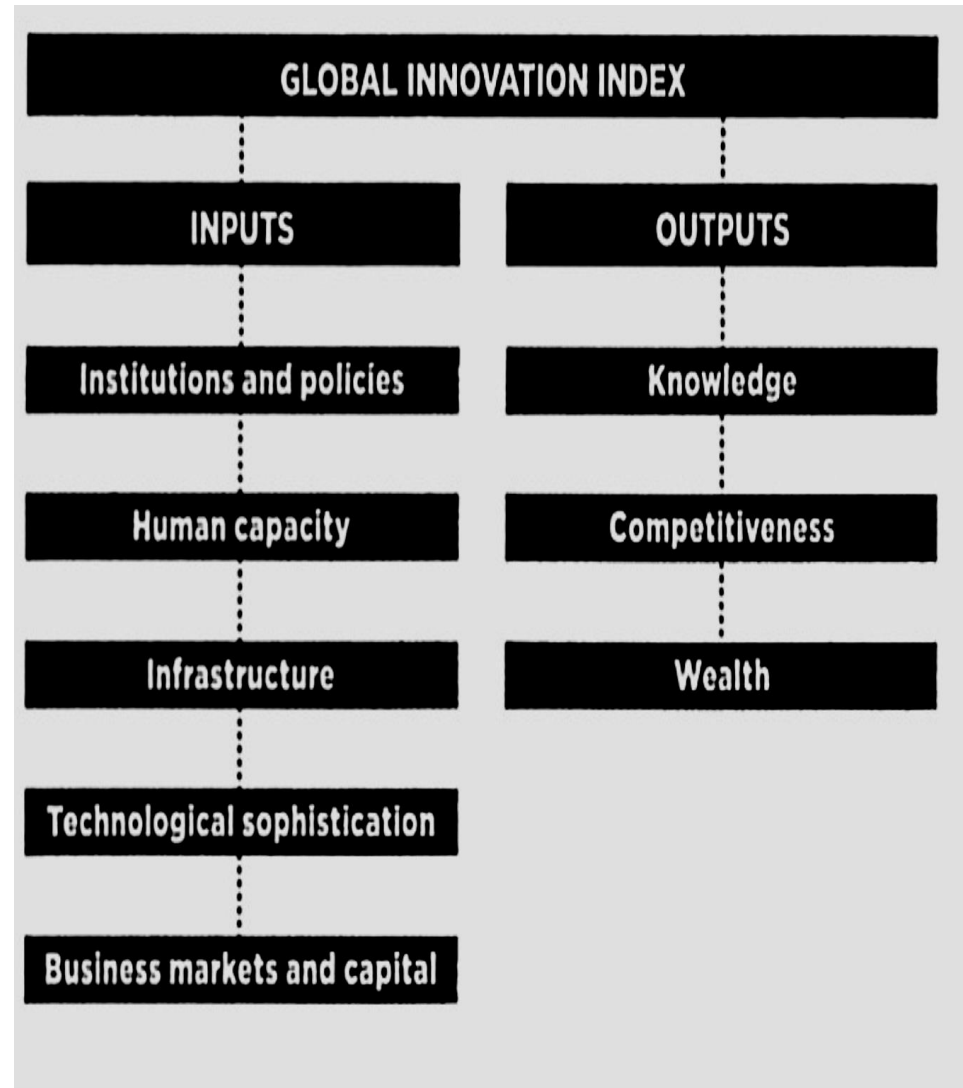 GLOBAL INNOVATION INDEX
INPUTS
OUTPUTS
Institutions and policies
Knowledge
Human capacity
Competitiveness
Infrastructure
Wealth
Technological sophistication
Business markets and capital